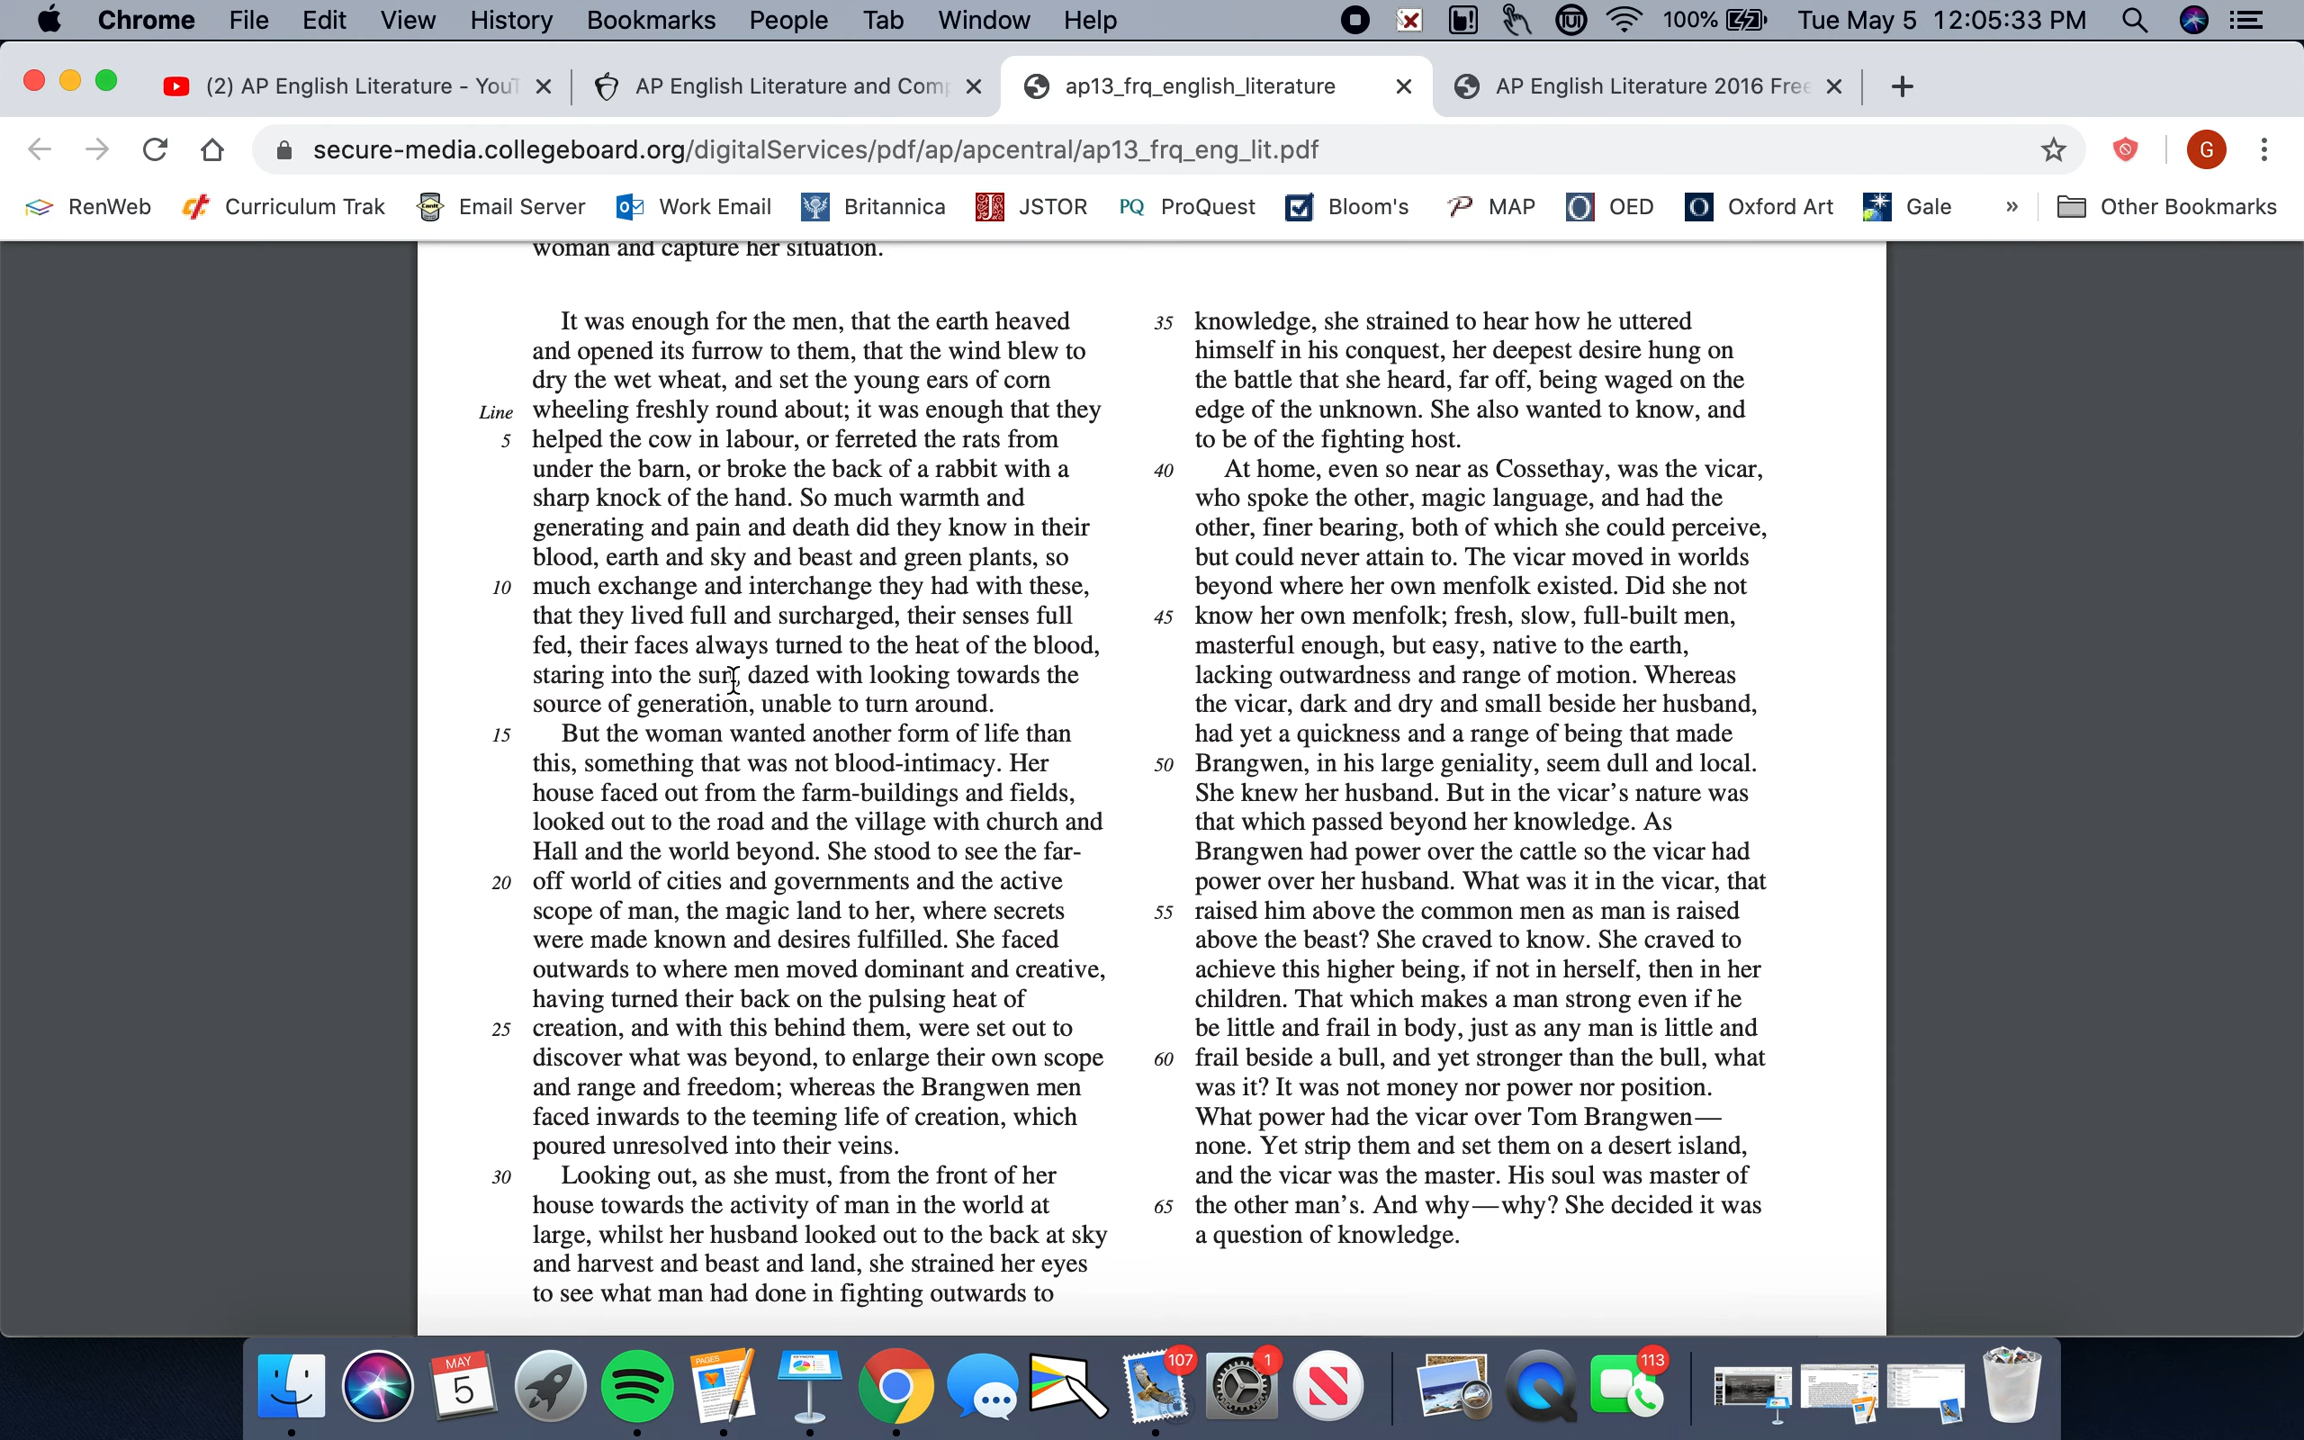 Chrome File Edit View History Bookmarks People Tab Window Help 100% Tue May 5 12:05:33 PM
(2) AP English Literature - YouT
AP English Literature and Comp
ap13_frq_english_literature
AP English Literature 2016 Free
secure-media.collegeboard.org/digitalServices/pdf/ap/apcentral/ap13_frq_eng_lit.pdf
G
RenWeb Curriculum Trak Email Server Work Email Britannica JSTOR PQ ProQuest Bloom's MAP OED Oxford Art Gale » Other Bookmarks
woman and capture her situation.
It was enough for the men, that the earth heaved
and opened its furrow to them, that the wind blew to
dry the wet wheat, and set the young ears of corn
Line wheeling freshly round about; it was enough that they
5 helped the cow in labour, or ferreted the rats from
under the barn, or broke the back of a rabbit with a
sharp knock of the hand. So much warmth and
generating and pain and death did they know in their
blood, earth and sky and beast and green plants, so
10 much exchange and interchange they had with these,
that they lived full and surcharged, their senses full
fed, their faces always turned to the heat of the blood,
staring into the sun, dazed with looking towards the
source of generation, unable to turn around.
15 But the woman wanted another form of life than
this, something that was not blood-intimacy. Her
house faced out from the farm-buildings and fields,
looked out to the road and the village with church and
Hall and the world beyond. She stood to see the far-
20 off world of cities and governments and the active
scope of man, the magic land to her, where secrets
were made known and desires fulfilled. She faced
outwards to where men moved dominant and creative,
having turned their back on the pulsing heat of
25 creation, and with this behind them, were set out to
discover what was beyond, to enlarge their own scope
and range and freedom; whereas the Brangwen men
faced inwards to the teeming life of creation, which
poured unresolved into their veins.
30 Looking out, as she must, from the front of her
house towards the activity of man in the world at
large, whilst her husband looked out to the back at sky
and harvest and beast and land, she strained her eyes
to see what man had done in fighting outwards to
35 knowledge, she strained to hear how he uttered
himself in his conquest, her deepest desire hung on
the battle that she heard, far off, being waged on the
edge of the unknown. She also wanted to know, and
to be of the fighting host.
40 At home, even so near as Cossethay, was the vicar,
who spoke the other, magic language, and had the
other, finer bearing, both of which she could perceive,
but could never attain to. The vicar moved in worlds
beyond where her own menfolk existed. Did she not
45 know her own menfolk; fresh, slow, full-built men,
masterful enough, but easy, native to the earth,
lacking outwardness and range of motion. Whereas
the vicar, dark and dry and small beside her husband,
had yet a quickness and a range of being that made
50 Brangwen, in his large geniality, seem dull and local.
She knew her husband. But in the vicar's nature was
that which passed beyond her knowledge. As
Brangwen had power over the cattle so the vicar had
power over her husband. What was it in the vicar, that
55 raised him above the common men as man is raised
above the beast? She craved to know. She craved to
achieve this higher being, if not in herself, then in her
children. That which makes a man strong even if he
be little and frail in body, just as any man is little and
60 frail beside a bull, and yet stronger than the bull, what
was it? It was not money nor power nor position.
What power had the vicar over Tom Brangwen—
none. Yet strip them and set them on a desert island,
and the vicar was the master. His soul was master of
65 the other man's. And why—why? She decided it was
a question of knowledge.
MAY
5
PAGES
107
1
113